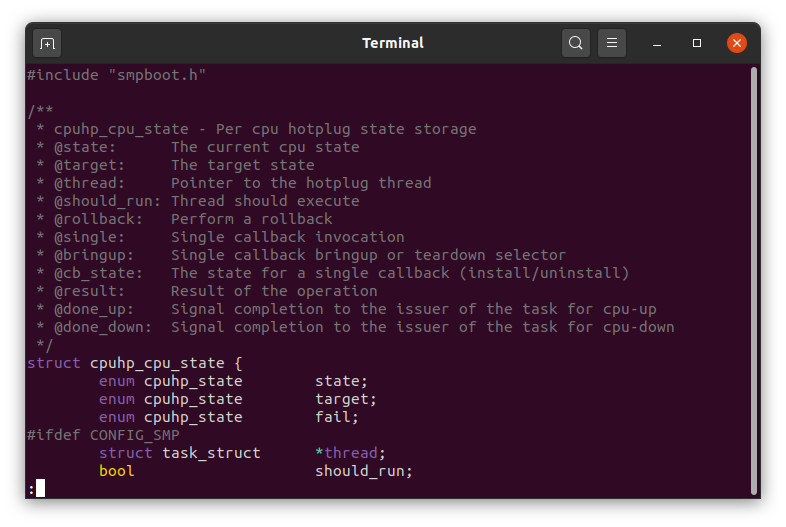 Terminal
#include "smpboot.h"
/**
 * cpuhp_cpu_state - Per cpu hotplug state storage
 * @state:      The current cpu state
 * @target:     The target state
 * @thread:     Pointer to the hotplug thread
 * @should_run: Thread should execute
 * @rollback:   Perform a rollback
 * @single:     Single callback invocation
 * @bringup:    Single callback bringup or teardown selector
 * @cb_state:   The state for a single callback (install/uninstall)
 * @result:     Result of the operation
 * @done_up:    Signal completion to the issuer of the task for cpu-up
 * @done_down:  Signal completion to the issuer of the task for cpu-down
 */
struct cpuhp_cpu_state {
        enum cpuhp_state        state;
        enum cpuhp_state        target;
        enum cpuhp_state        fail;
#ifdef CONFIG_SMP
        struct task_struct      *thread;
        bool                    should_run;
: